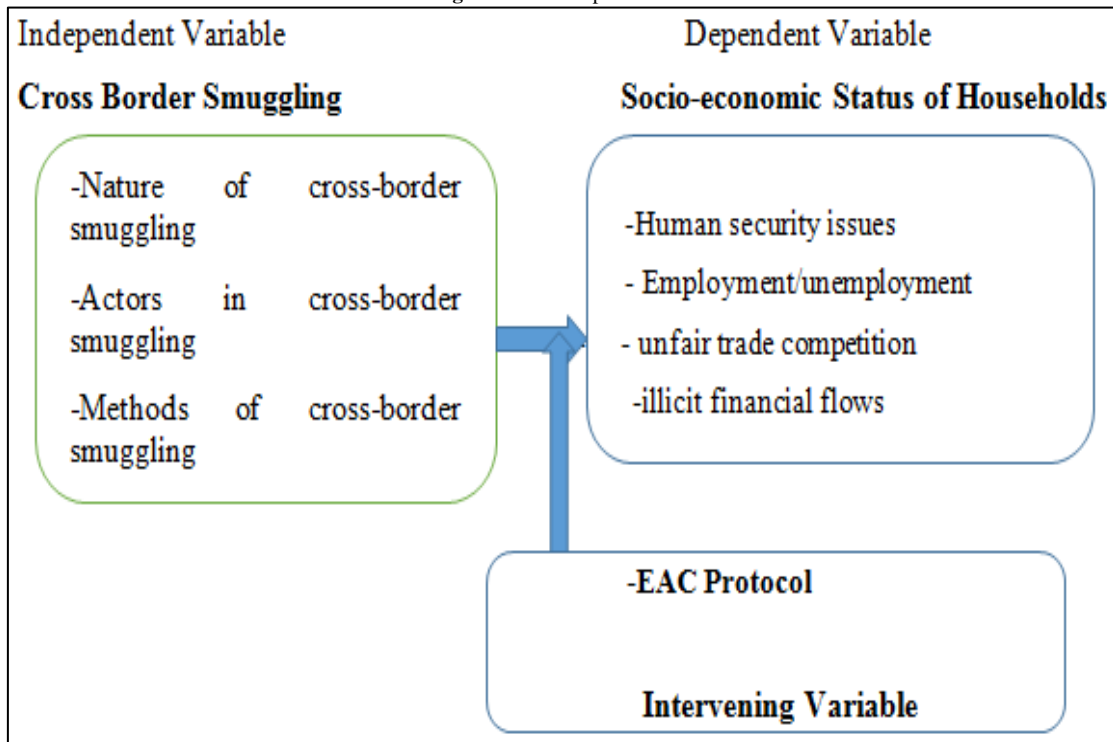 Independent Variable
Dependent Variable
Cross Border Smuggling
Socio-economic Status of Households
-Nature of cross-border
smuggling
-Actors in cross-border
smuggling
-Methods of cross-border
smuggling
-Human security issues
- Employment/unemployment
- unfair trade competition
-illicit financial flows
-EAC Protocol
Intervening Variable